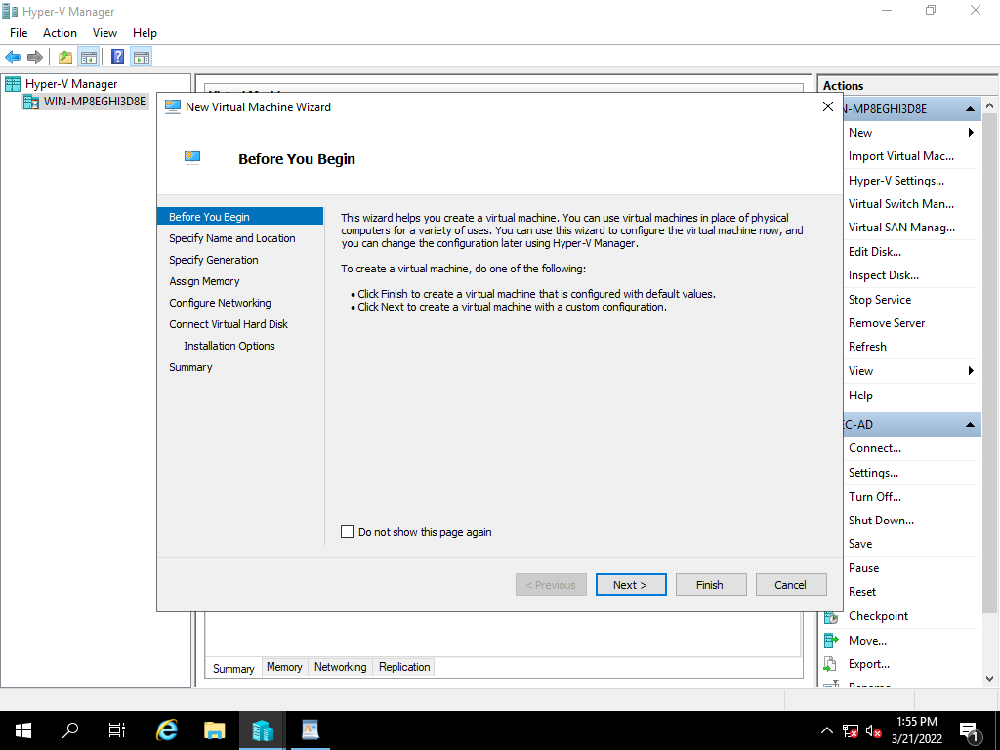 Hyper-V Manager
File Action View Help
Hyper-V Manager
WIN-MP8EGHI3D8E
New Virtual Machine Wizard
Before You Begin
Before You Begin
Specify Name and Location
Specify Generation
Assign Memory
Configure Networking
Connect Virtual Hard Disk
Installation Options
Summary
This wizard helps you create a virtual machine. You can use virtual machines in place of physical
computers for a variety of uses. You can use this wizard to configure the virtual machine now, and
you can change the configuration later using Hyper-V Manager.
To create a virtual machine, do one of the following:
• Click Finish to create a virtual machine that is configured with default values.
• Click Next to create a virtual machine with a custom configuration.
Do not show this page again
< Previous
Next >
Finish
Cancel
Summary Memory Networking Replication
Actions
N-MP8EGHI3D8E
New
Import Virtual Mac...
Hyper-V Settings...
Virtual Switch Man...
Virtual SAN Manag...
Edit Disk...
Inspect Disk...
Stop Service
Remove Server
Refresh
View
Help
C-AD
Connect...
Settings...
Turn Off...
Shut Down...
Save
Pause
Reset
Checkpoint
Move...
Export...
1:55 PM
3/21/2022
1